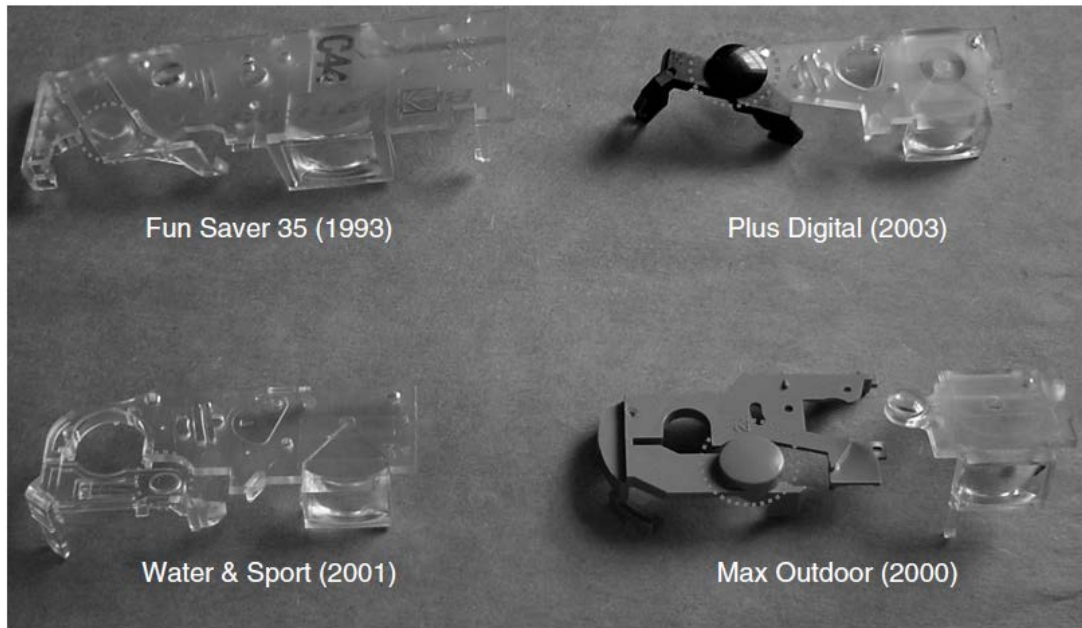 Fun Saver 35 (1993)
Plus Digital (2003)
Water & Sport (2001)
Max Outdoor (2000)